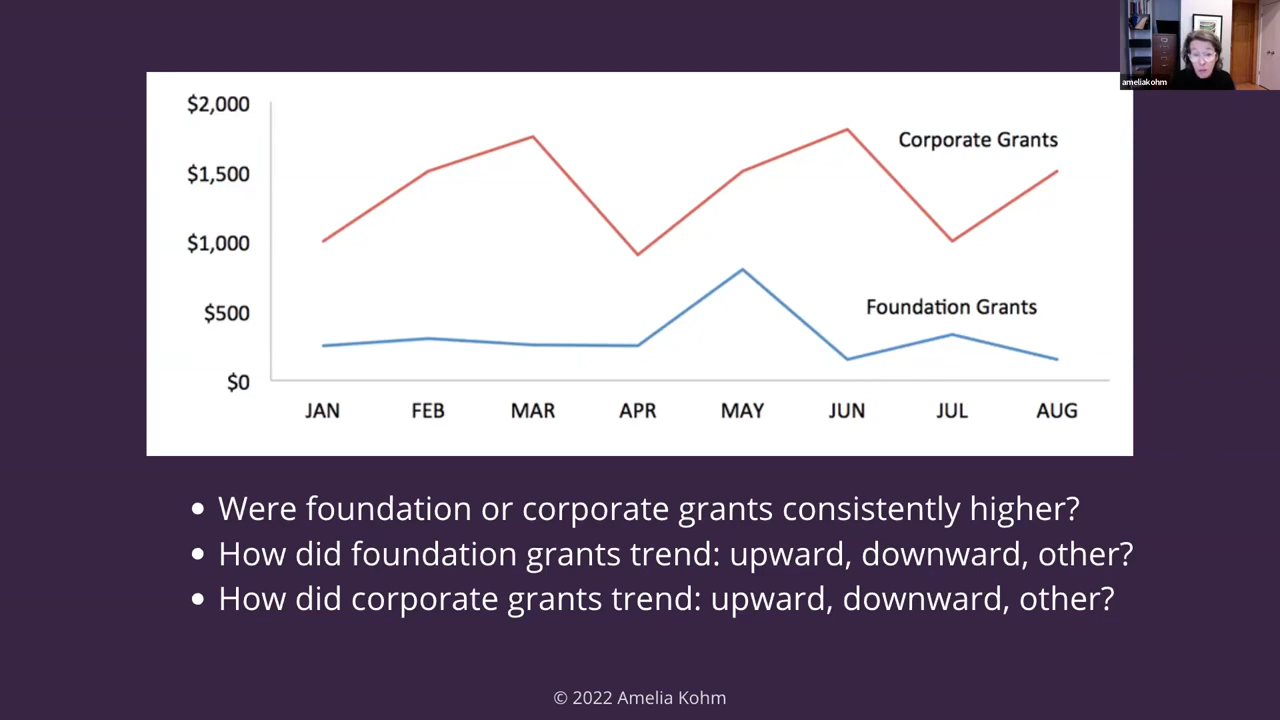 ameliakohm
$2,000
Corporate Grants
$1,500
$1,000
$500
Foundation Grants
$0
JAN FEB MAR APR MAY JUN JUL AUG
• Were foundation or corporate grants consistently higher?
• How did foundation grants trend: upward, downward, other?
• How did corporate grants trend: upward, downward, other?
© 2022 Amelia Kohm